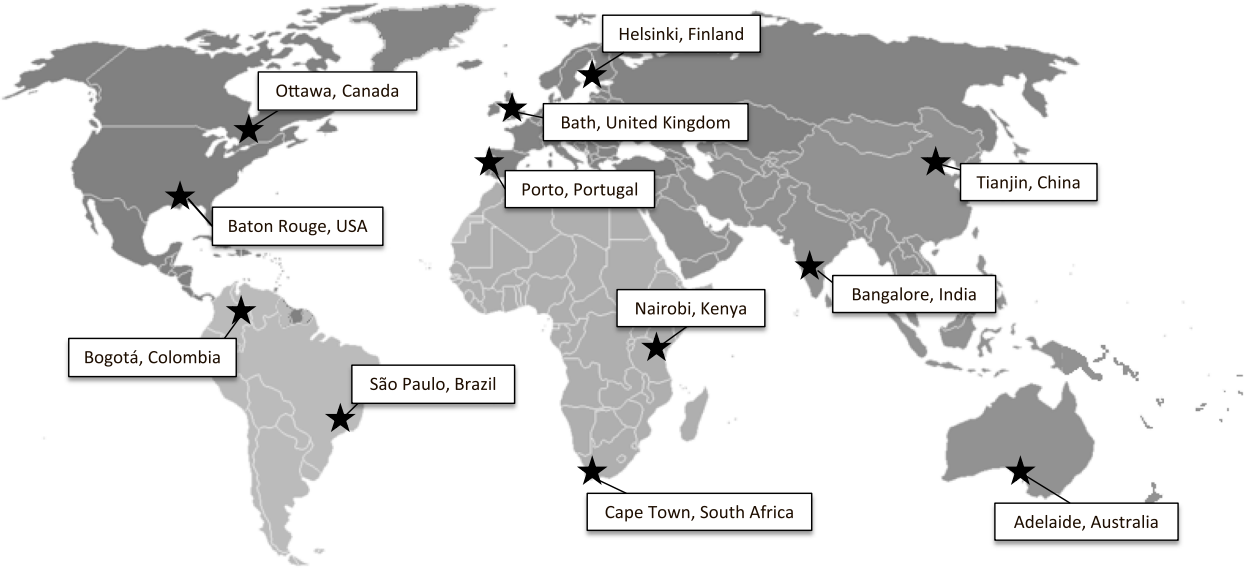 Helsinki, Finland
Ottawa, Canada
Bath, United Kingdom
Tianjin, China
Porto, Portugal
Baton Rouge, USA
Bangalore, India
Nairobi, Kenya
Bogotá, Colombia
São Paulo, Brazil
Cape Town, South Africa
Adelaide, Australia